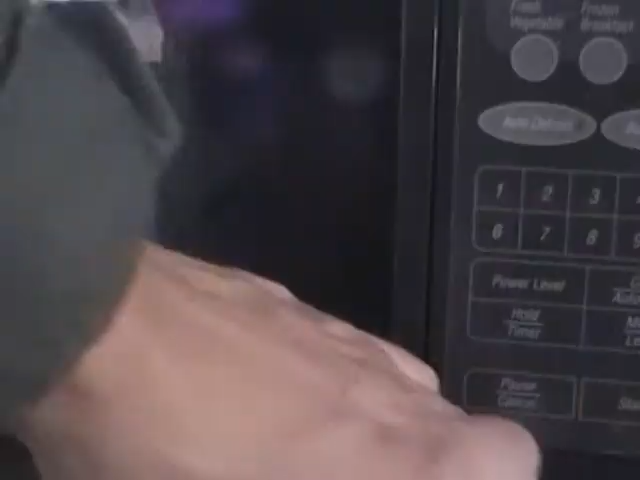 Fresh
Vegetable
Frozen
Breakfast
Auto Defrost
1 2 3
6 7 8
Power Level
Hold
Timer
Pause
Cancel